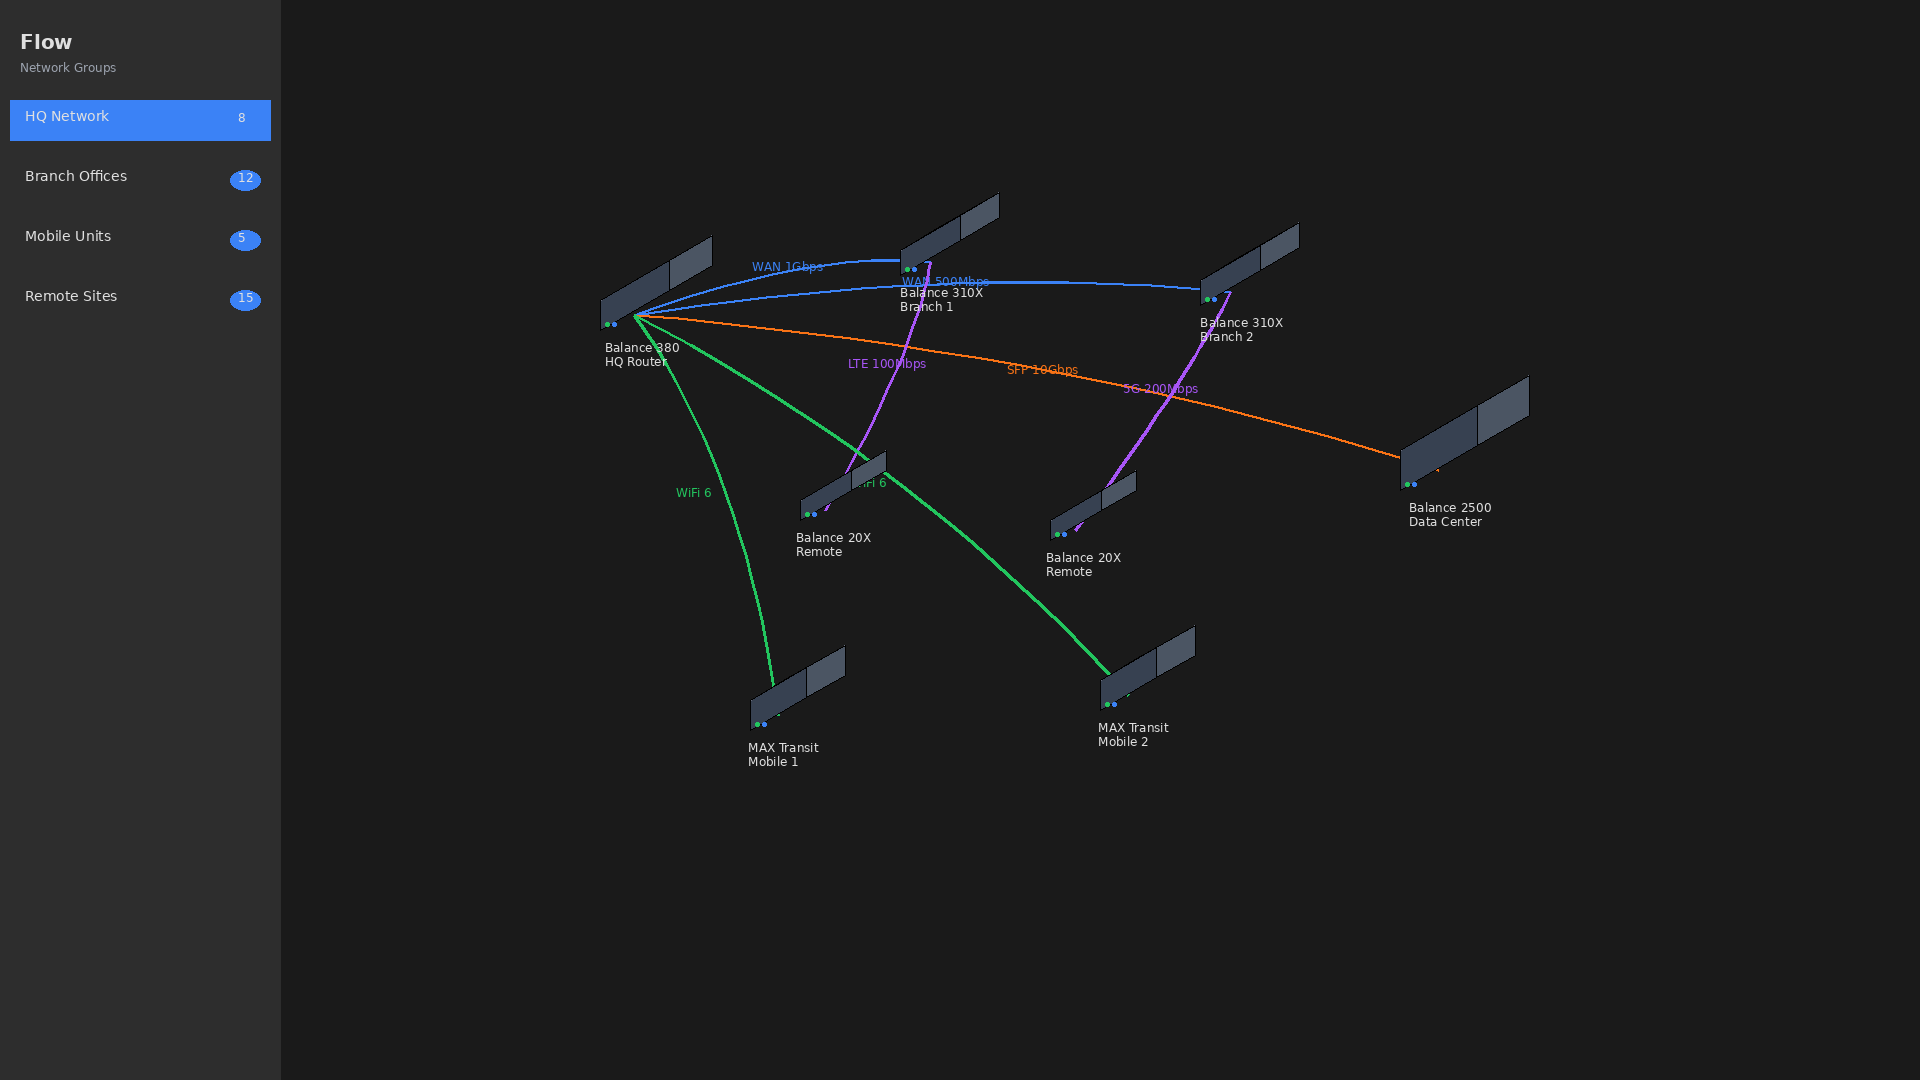 Flow
Network Groups
HQ Network 8
Branch Offices 12
Mobile Units 5
Remote Sites 15
WAN 1Gbps
WAN 500Mbps
Balance 310X
Branch 1
Balance 310X
Branch 2
Balance 380
HQ Router
LTE 100Mbps
SFP 10Gbps
5G 200Mbps
WiFi 6
Fi 6
Balance 2500
Data Center
Balance 20X
Remote
Balance 20X
Remote
MAX Transit
Mobile 1
MAX Transit
Mobile 2